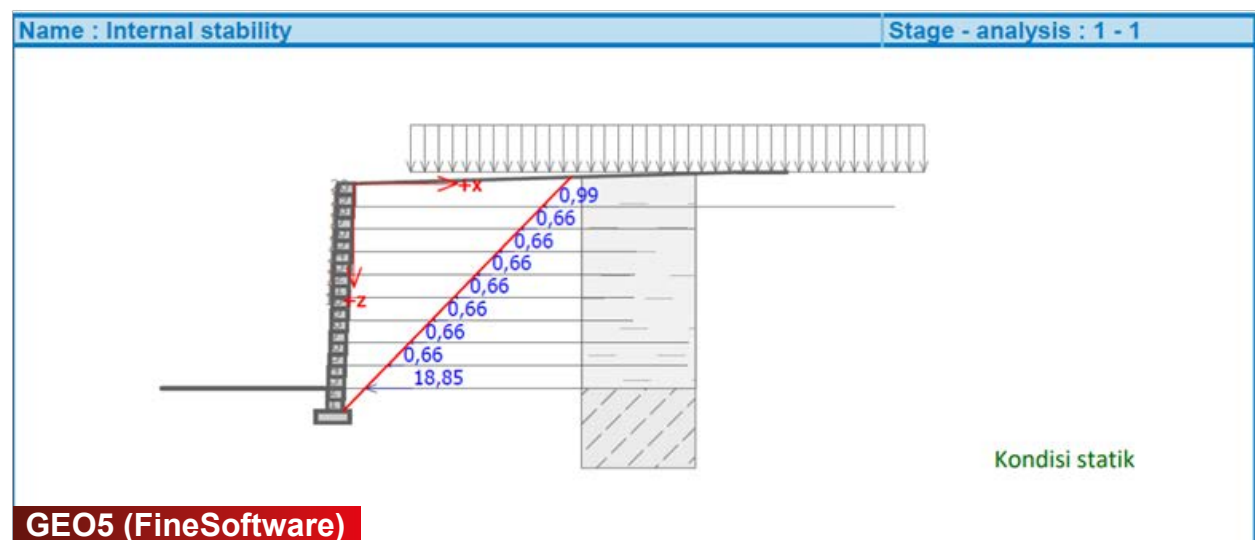 Name : Internal stability
Stage - analysis : 1 - 1
+x
0,99
0,66
0,66
0,66
0,66
+z
0,66
0,66
0,66
18,85
Kondisi statik
GEO5 (FineSoftware)